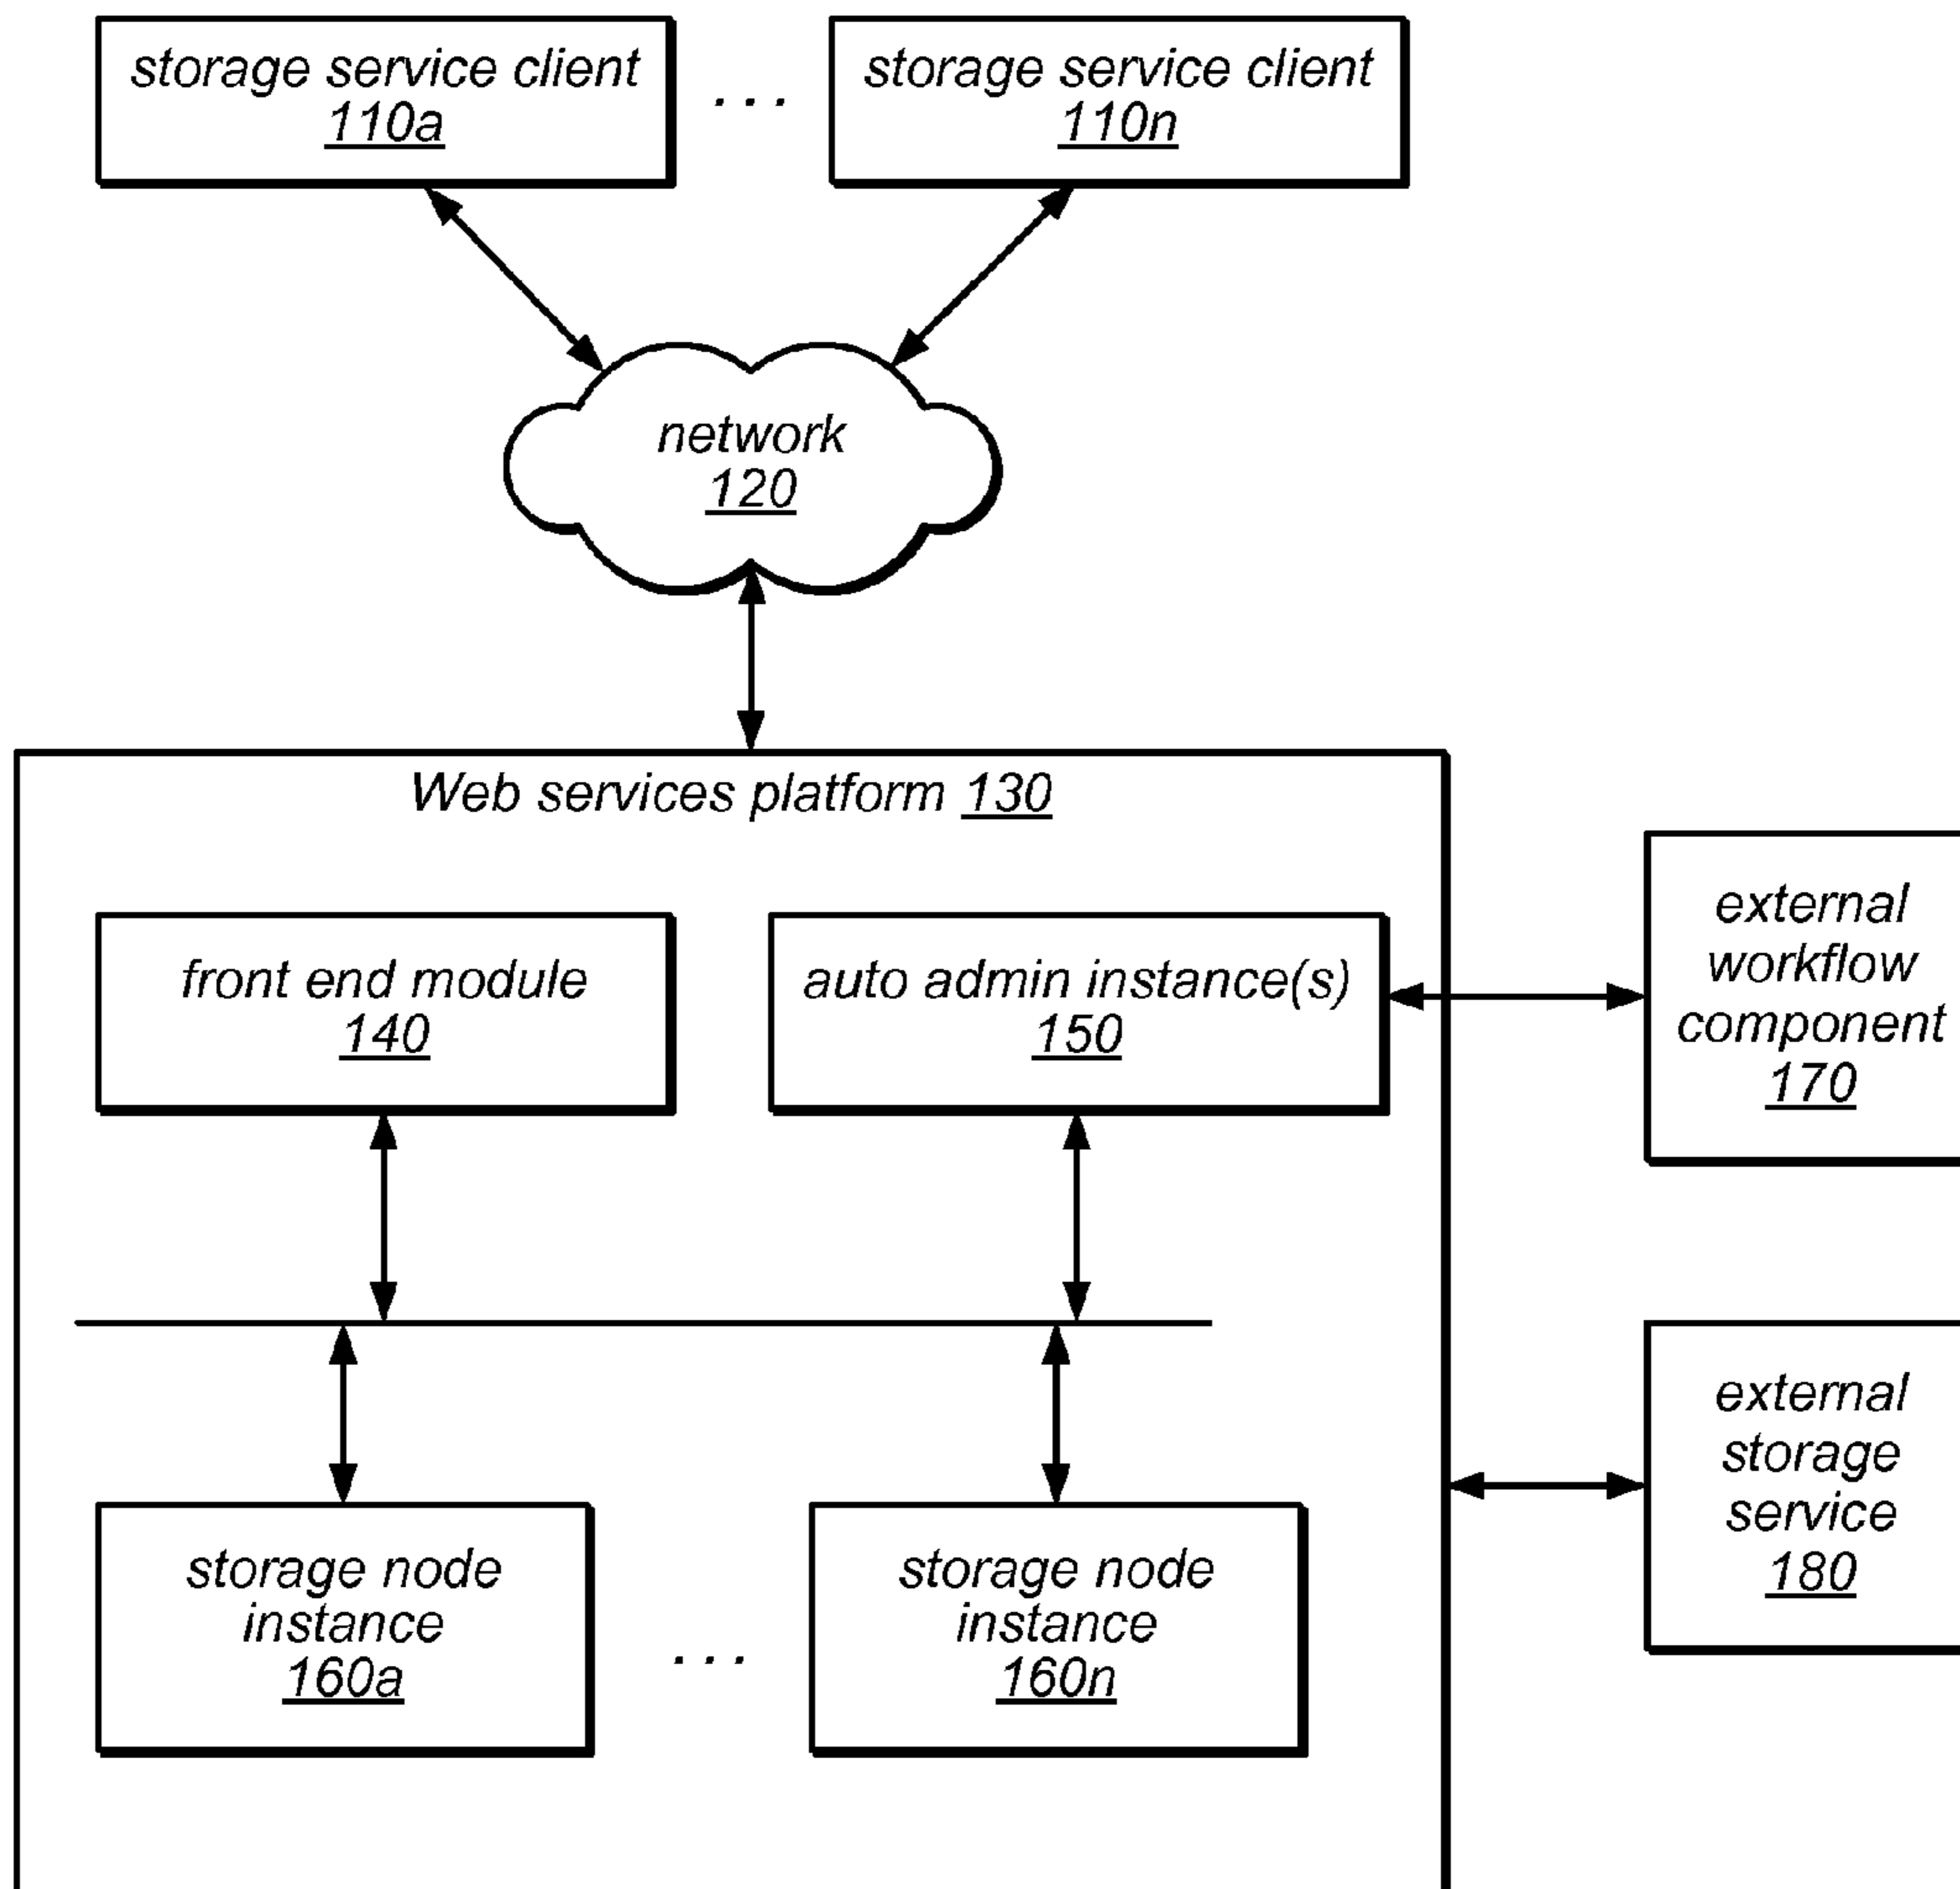 storage service client
110a
. . .
storage service client
110n
network
120
Web services platform 130
front end module
140
auto admin instance(s)
150
external
workflow
component
170
external
storage
service
180
storage node
instance
160a
. . .
storage node
instance
160n